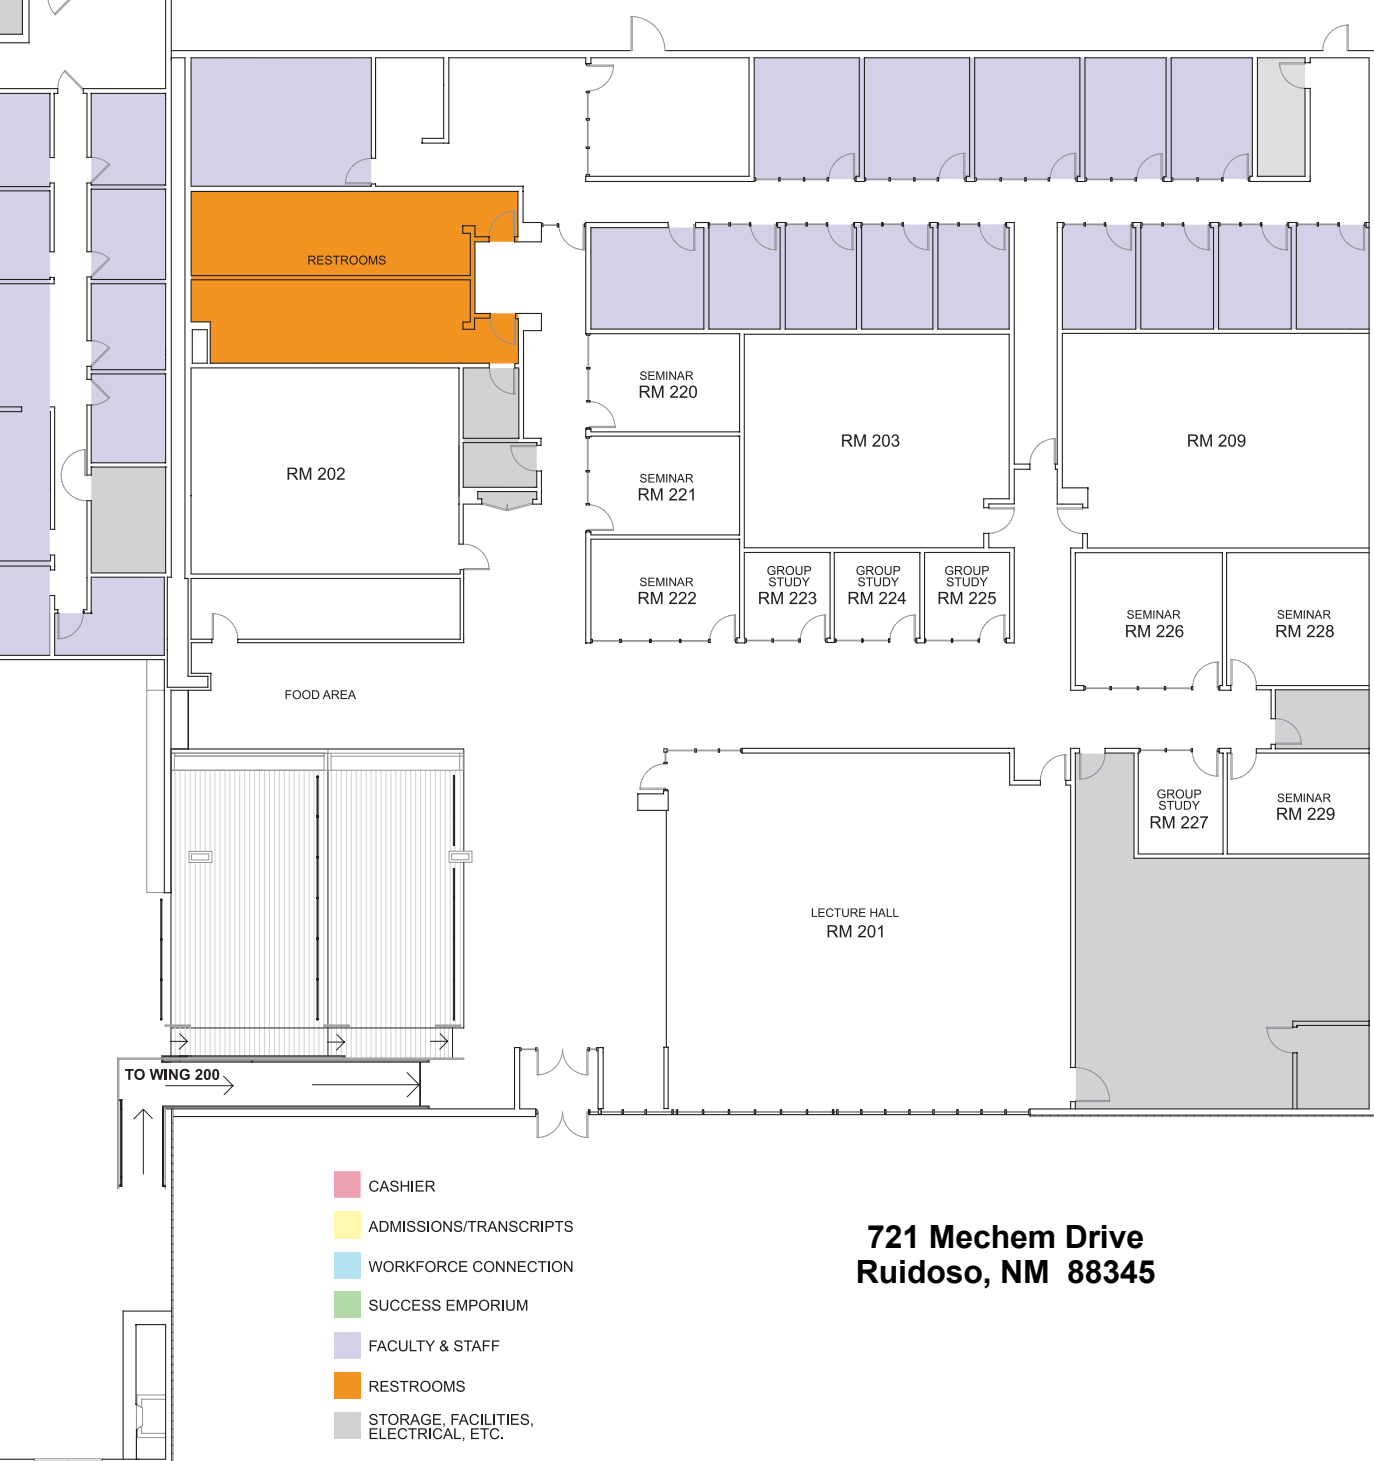 RESTROOMS
SEMINAR
RM 220
RM 203
RM 209
RM 202
SEMINAR
RM 221
SEMINAR
RM 222
GROUP
STUDY
RM 223
GROUP
STUDY
RM 224
GROUP
STUDY
RM 225
SEMINAR
RM 226
SEMINAR
RM 228
FOOD AREA
GROUP
STUDY
RM 227
SEMINAR
RM 229
LECTURE HALL
RM 201
TO WING 200
CASHIER
ADMISSIONS/TRANSCRIPTS
WORKFORCE CONNECTION
SUCCESS EMPORIUM
FACULTY & STAFF
RESTROOMS
STORAGE, FACILITIES,
ELECTRICAL, ETC.
721 Mechem Drive
Ruidoso, NM 88345